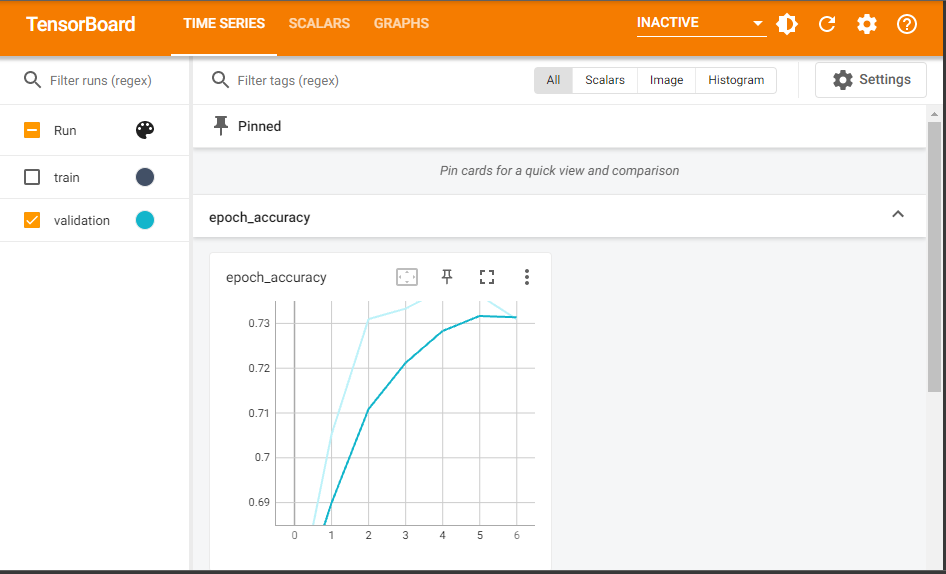 TensorBoard TIME SERIES SCALARS GRAPHS INACTIVE
Filter runs (regex) Filter tags (regex) All Scalars Image Histogram Settings
Run
train
validation
Pinned
Pin cards for a quick view and comparison
epoch_accuracy
epoch_accuracy
0.73
0.72
0.71
0.7
0.69
0 1 2 3 4 5 6